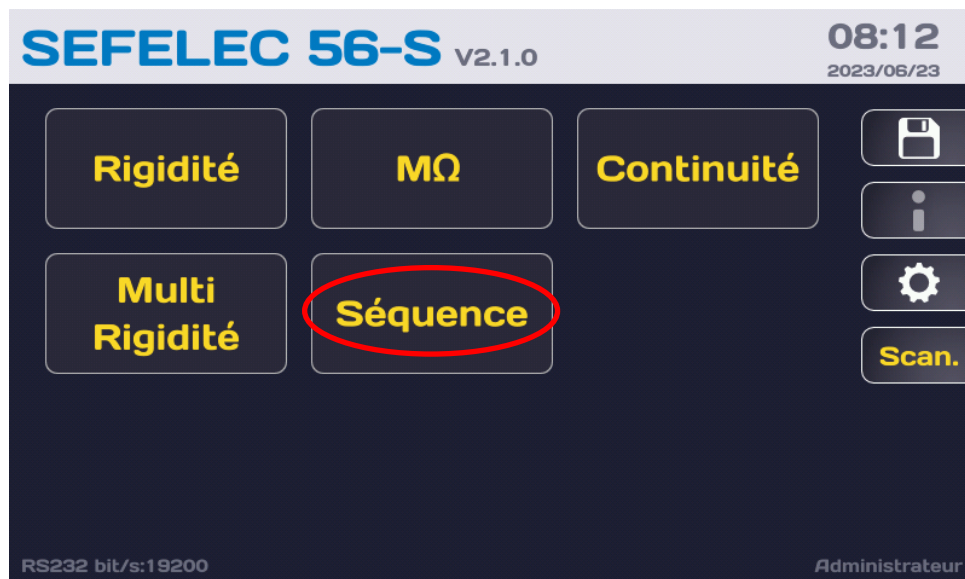 SEFELEC 56-S V2.1.0
08:12
2023/06/23
Rigidité
MΩ
Continuité
Multi
Rigidité
Séquence
Scan.
RS232 bit/s:19200
Administrateur